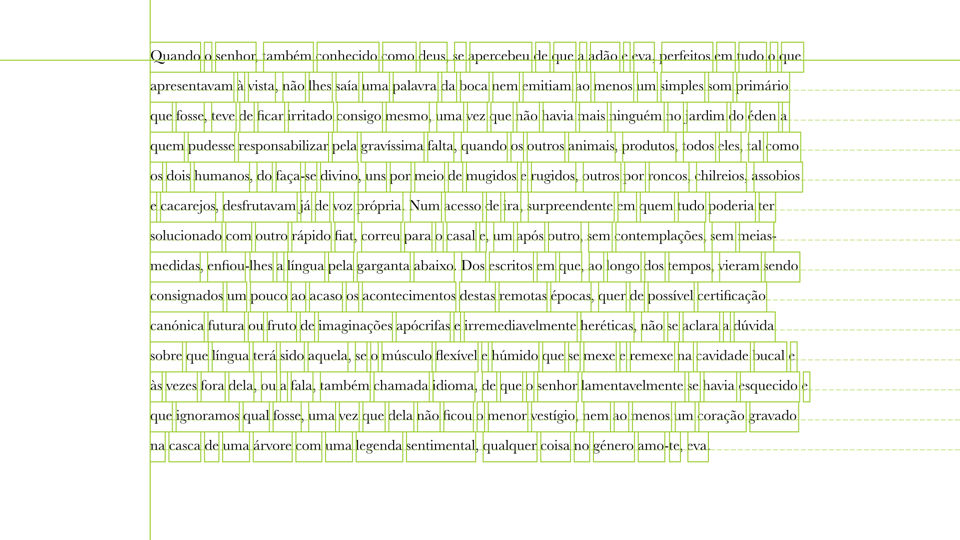 Quando o senhor, também conhecido como deus, se apercebeu de que a adão e eva, perfeitos em tudo o que
apresentavam à vista, não lhes saía uma palavra da boca nem emitiam ao menos um simples som primário
que fosse, teve de ficar irritado consigo mesmo, uma vez que não havia mais ninguém no jardim do éden a
quem pudesse responsabilizar pela gravíssima falta, quando os outros animais, produtos, todos eles, tal como
os dois humanos, do faça-se divino, uns por meio de mugidos e rugidos, outros por roncos, chilreios, assobios
e cacarejos, desfrutavam já de voz própria. Num acesso de ira, surpreendente em quem tudo poderia ter
solucionado com outro rápido fiat, correu para o casal e, um após outro, sem contemplações, sem meias-
medidas, enfiou-lhes a língua pela garganta abaixo. Dos escritos em que, ao longo dos tempos, vieram sendo
consignados um pouco ao acaso os acontecimentos destas remotas épocas, quer de possível certificação
canónica futura ou fruto de imaginações apócrifas e irremediavelmente heréticas, não se aclara a dúvida
sobre que língua terá sido aquela, se o músculo flexível e húmido que se mexe e remexe na cavidade bucal e
às vezes fora dela, ou a fala, também chamada idioma, de que o senhor lamentavelmente se havia esquecido e
que ignoramos qual fosse, uma vez que dela não ficou o menor vestígio, nem ao menos um coração gravado
na casca de uma árvore com uma legenda sentimental, qualquer coisa no género amo-te, eva.